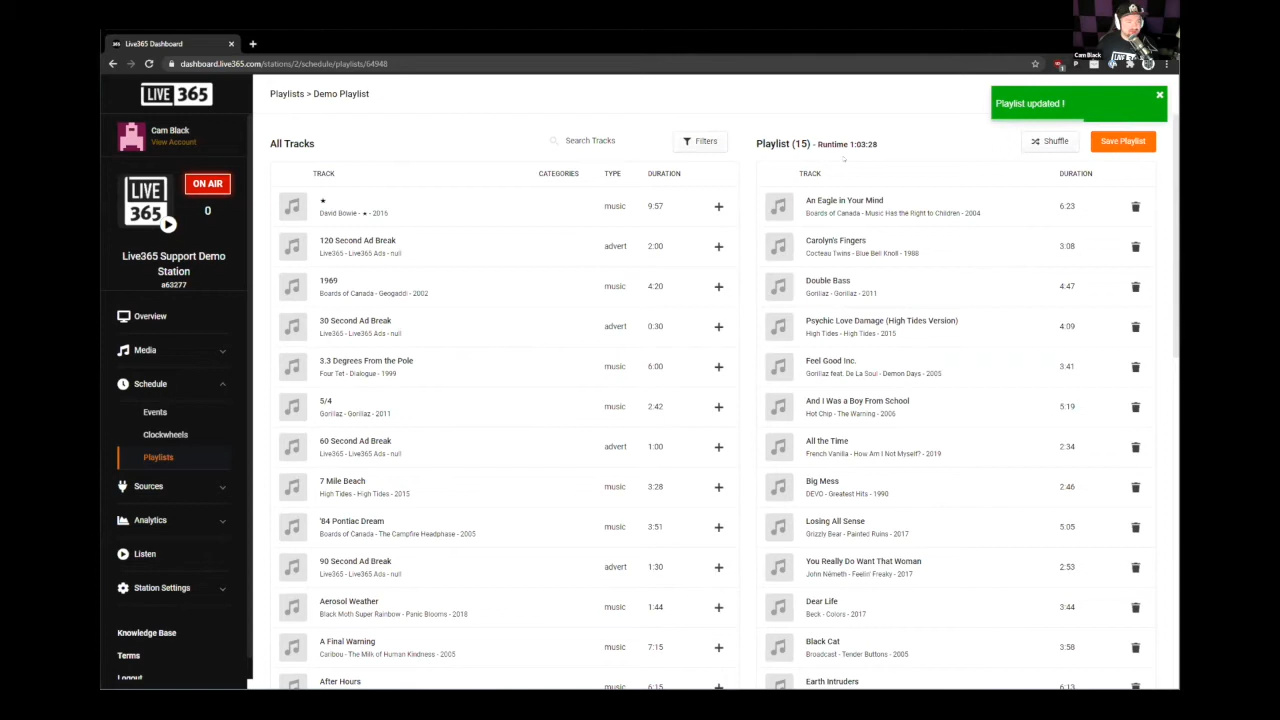 Live365 Dashboard
dashboard.live365.com/stations/2/schedule/playlists/64948
Cam Black
LIVE 365
Cam Black
View Account
LIVE
365
ON AIR
0
Live365 Support Demo
Station
a63277
Overview
Media
Schedule
Events
Clockwheels
Playlists
Sources
Analytics
Listen
Station Settings
Knowledge Base
Terms
Logout
Playlists > Demo Playlist
Playlist updated !
All Tracks
Search Tracks
Filters
TRACK CATEGORIES TYPE DURATION
★ music 9:57
David Bowie - ★ - 2016
120 Second Ad Break advert 2:00
Live365 - Live365 Ads - null
1969 music 4:20
Boards of Canada - Geogaddi - 2002
30 Second Ad Break advert 0:30
Live365 - Live365 Ads - null
3.3 Degrees From the Pole music 6:00
Four Tet - Dialogue - 1999
5/4 music 2:42
Gorillaz - Gorillaz - 2011
60 Second Ad Break advert 1:00
Live365 - Live365 Ads - null
7 Mile Beach music 3:28
High Tides - High Tides - 2015
'84 Pontiac Dream music 3:51
Boards of Canada - The Campfire Headphase - 2005
90 Second Ad Break advert 1:30
Live365 - Live365 Ads - null
Aerosol Weather music 1:44
Black Moth Super Rainbow - Panic Blooms - 2018
A Final Warning music 7:15
Caribou - The Milk of Human Kindness - 2005
After Hours music 6:15
Playlist (15) - Runtime 1:03:28
Shuffle
Save Playlist
TRACK DURATION
An Eagle in Your Mind 6:23
Boards of Canada - Music Has the Right to Children - 2004
Carolyn's Fingers 3:08
Cocteau Twins - Blue Bell Knoll - 1988
Double Bass 4:47
Gorillaz - Gorillaz - 2011
Psychic Love Damage (High Tides Version) 4:09
High Tides - High Tides - 2015
Feel Good Inc. 3:41
Gorillaz feat. De La Soul - Demon Days - 2005
And I Was a Boy From School 5:19
Hot Chip - The Warning - 2006
All the Time 2:34
French Vanilla - How Am I Not Myself? - 2019
Big Mess 2:46
DEVO - Greatest Hits - 1990
Losing All Sense 5:05
Grizzly Bear - Painted Ruins - 2017
You Really Do Want That Woman 2:53
John Németh - Feelin' Freaky - 2017
Dear Life 3:44
Beck - Colors - 2017
Black Cat 3:58
Broadcast - Tender Buttons - 2005
Earth Intruders 6:13